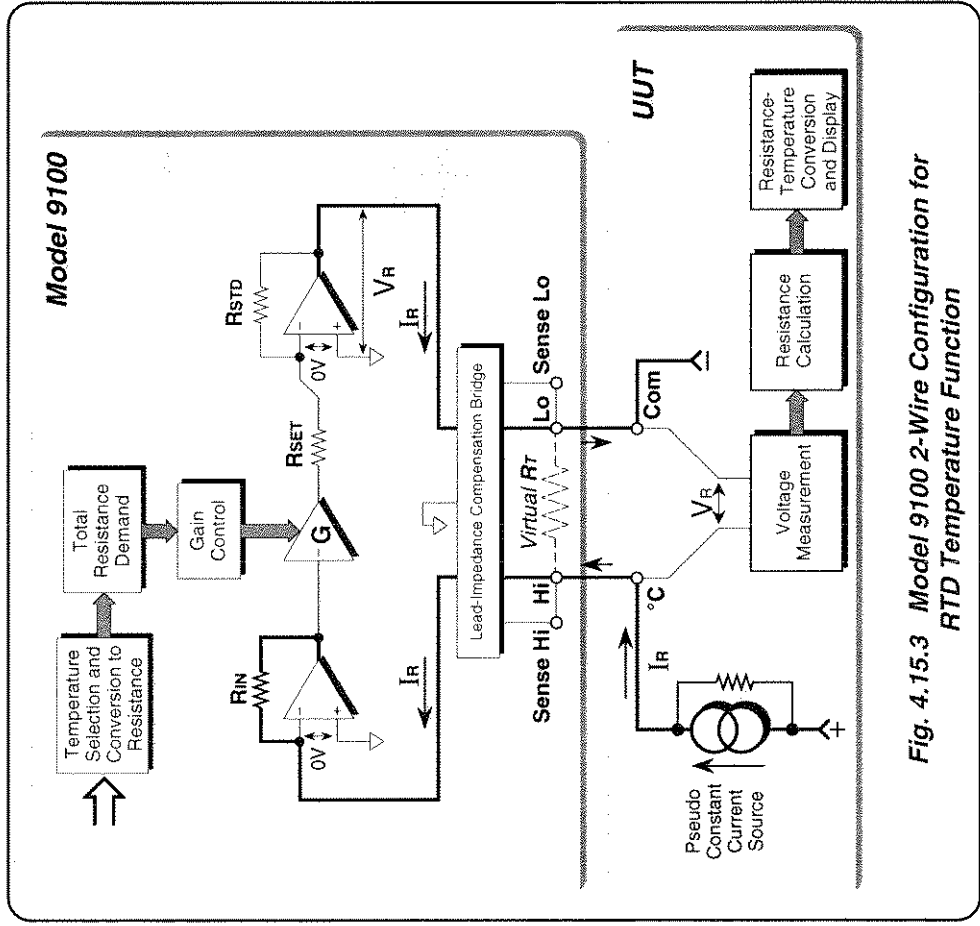 Model 9100
Temperature
Selection and
Conversion to
Resistance
Total
Resistance
Demand
Gain
Control
RIN
0V
G
RSET
RSTD
0V
VR
IR
IR
Lead-Impedance Compensation Bridge
Sense Hi
Hi
Virtual RT
Lo
Sense Lo
UUT
°C
Com
IR
VR
Pseudo
Constant
Current
Source
+
Voltage
Measurement
Resistance
Calculation
Resistance-
Temperature
Conversion
and Display
Fig. 4.15.3 Model 9100 2-Wire Configuration for
RTD Temperature Function